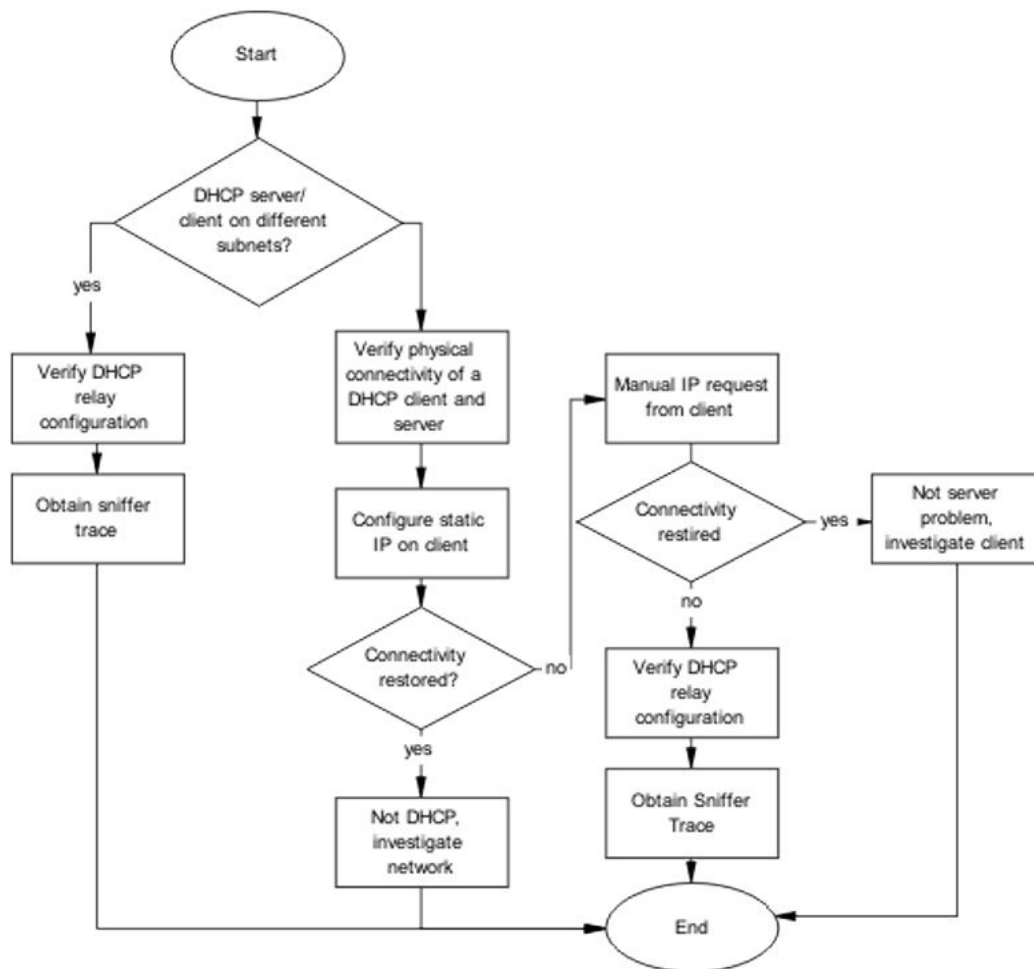 Start
DHCP server/
client on different
subnets?
yes
Verify DHCP
relay
configuration
Obtain sniffer
trace
Verify physical
connectivity of a
DHCP client and
server
Configure static
IP on client
Connectivity
restored?
no
yes
Not DHCP,
investigate
network
Manual IP request
from client
Connectivity
restired
yes
Not server
problem,
investigate client
no
Verify DHCP
relay
configuration
Obtain Sniffer
Trace
End